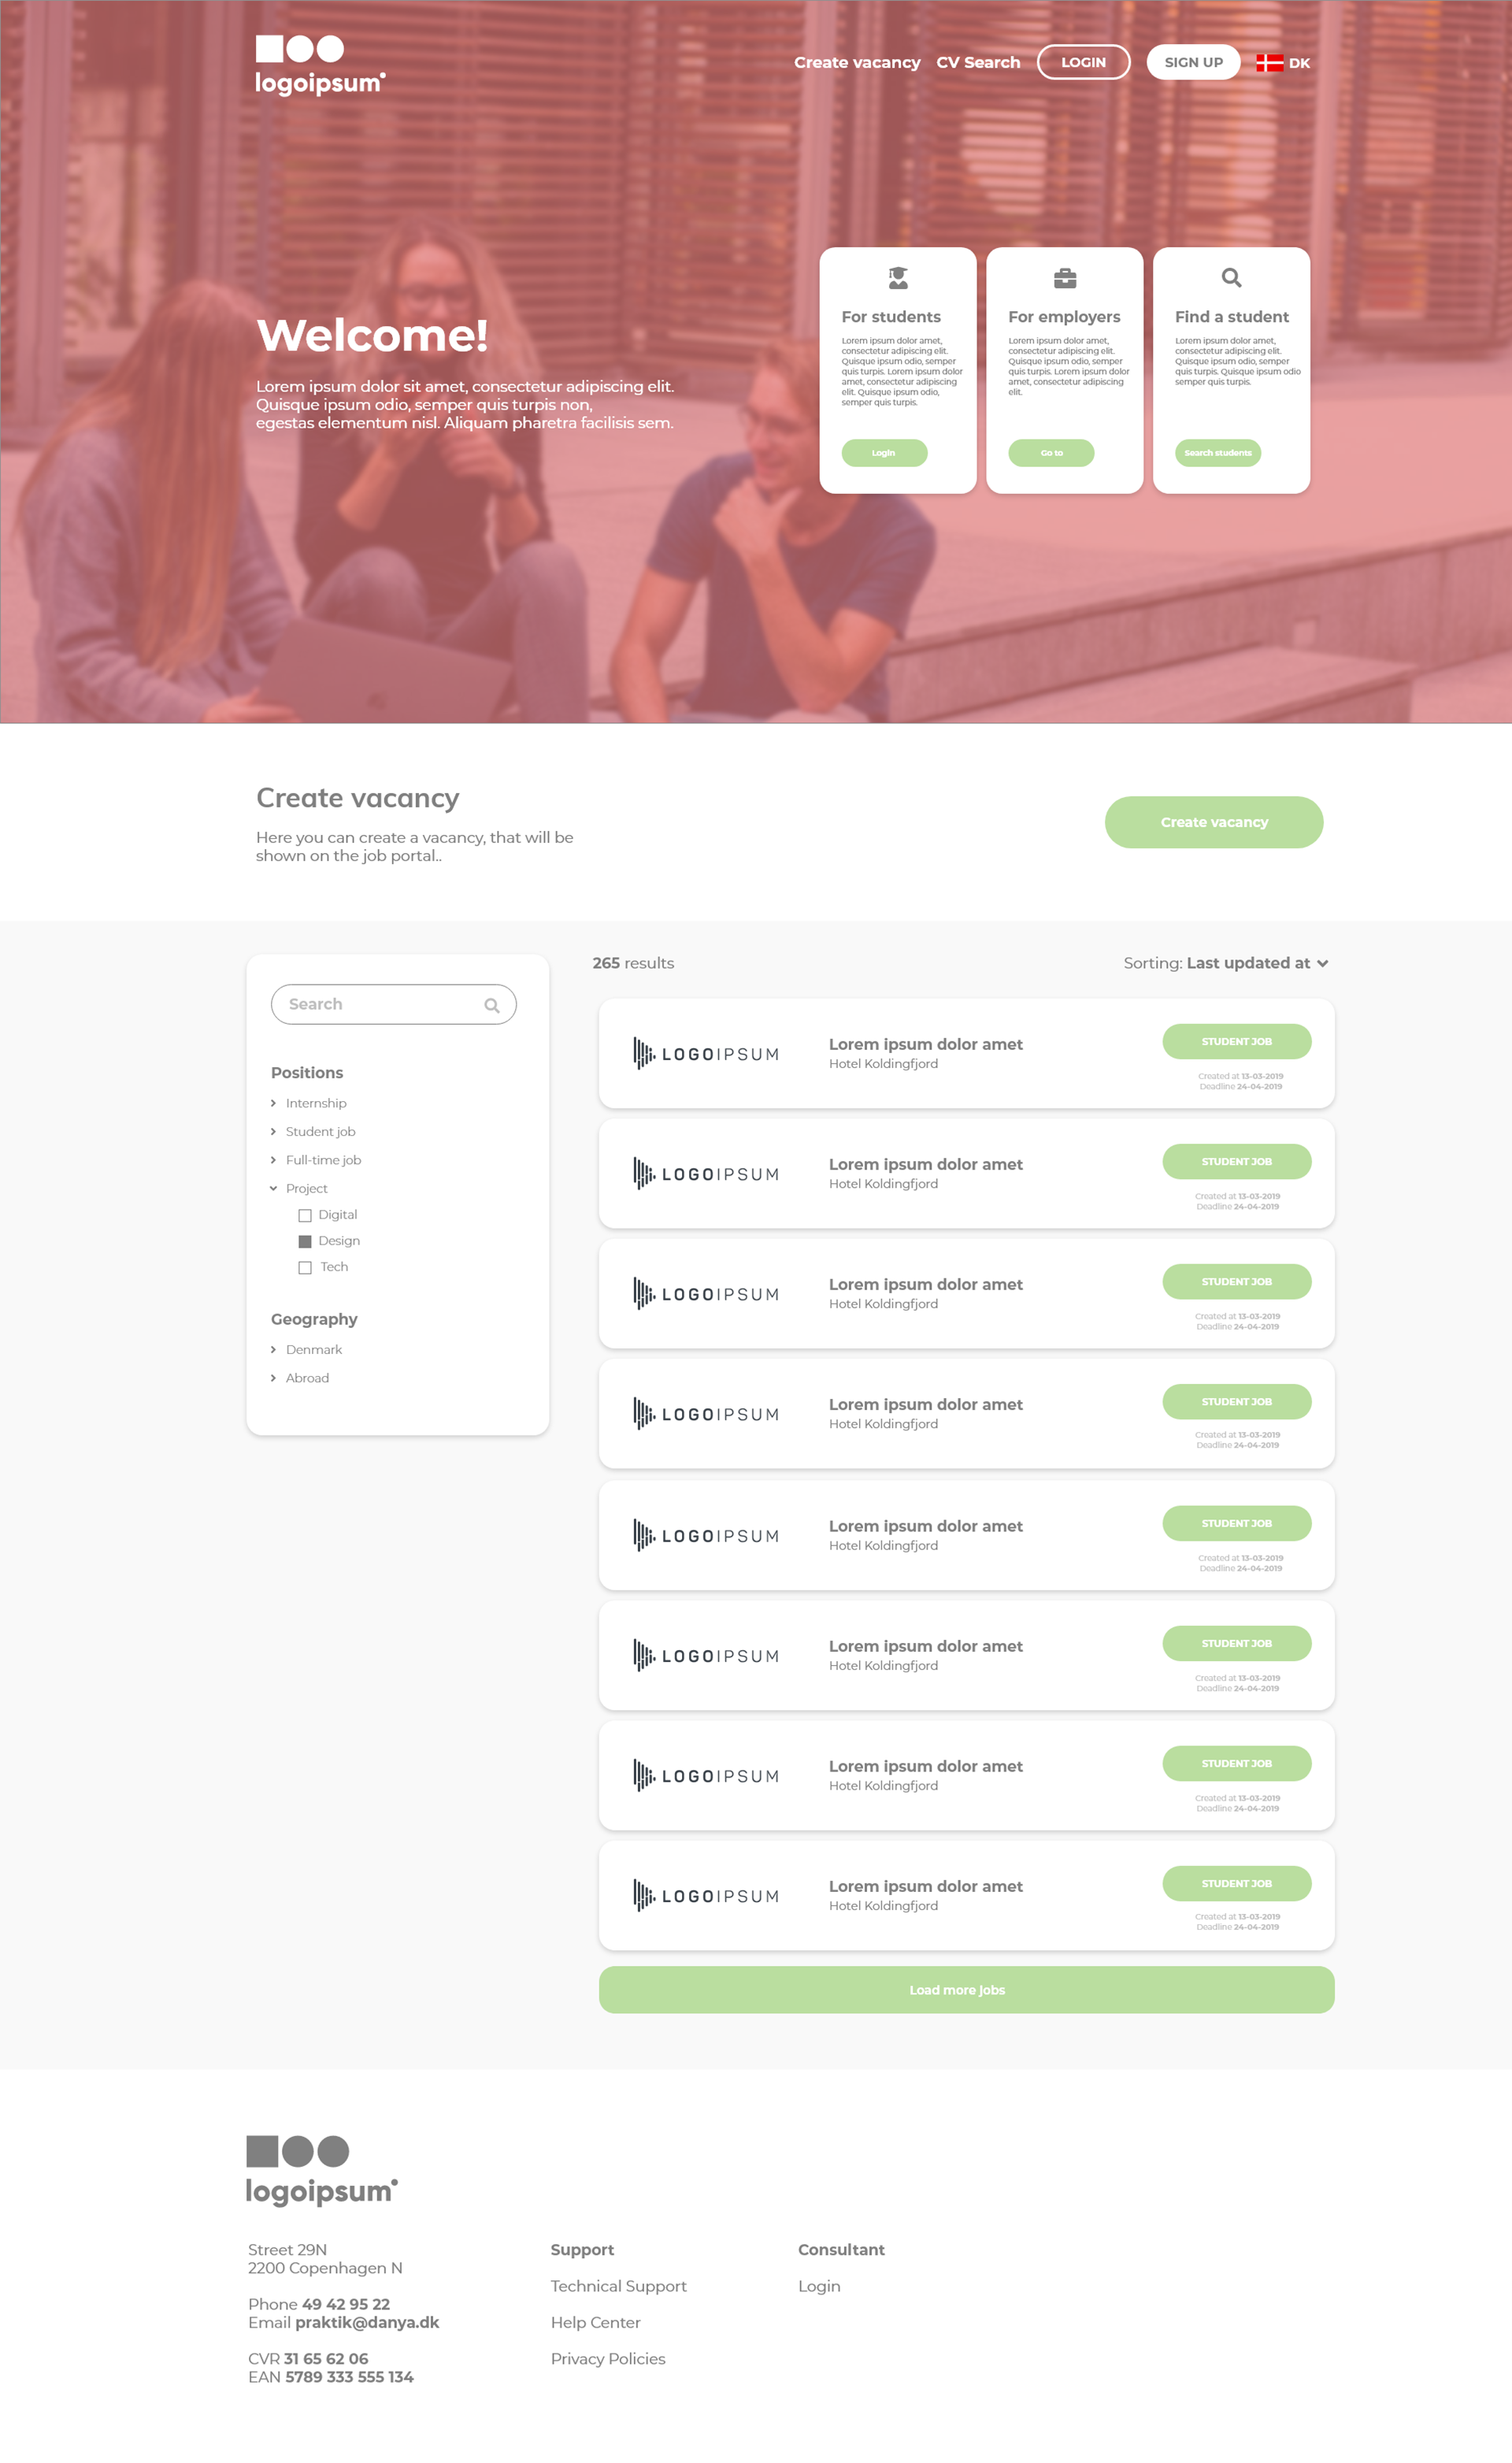 logoipsum
Create vacancy
CV Search
LOGIN
SIGN UP
DK
Welcome!
Lorem ipsum dolor sit amet, consectetur adipiscing elit.
Quisque ipsum odio, semper quis turpis non,
egestas elementum nisl. Aliquam pharetra facilisis sem.
For students
Lorem ipsum dolor amet,
consectetur adipiscing elit.
Quisque ipsum odio, semper
quis turpis. Lorem ipsum dolor
amet, consectetur adipiscing
elit. Quisque ipsum odio,
semper quis turpis.
Login
For employers
Lorem ipsum dolor amet,
consectetur adipiscing elit.
Quisque ipsum odio, semper
quis turpis. Lorem ipsum dolor
amet, consectetur adipiscing
elit.
Go to
Find a student
Lorem ipsum dolor amet,
consectetur adipiscing elit.
Quisque ipsum odio, semper
quis turpis. Quisque ipsum odio
semper quis turpis.
Search students
Create vacancy
Here you can create a vacancy, that will be
shown on the job portal..
Create vacancy
Search
Positions
Internship
Student job
Full-time job
Project
Digital
Design
Tech
Geography
Denmark
Abroad
265 results
Sorting: Last updated at
LOGOIPSUM
Lorem ipsum dolor amet
Hotel Koldingfjord
STUDENT JOB
Created at 13-03-2019
Deadline 24-04-2019
LOGOIPSUM
Lorem ipsum dolor amet
Hotel Koldingfjord
STUDENT JOB
Created at 13-03-2019
Deadline 24-04-2019
LOGOIPSUM
Lorem ipsum dolor amet
Hotel Koldingfjord
STUDENT JOB
Created at 13-03-2019
Deadline 24-04-2019
LOGOIPSUM
Lorem ipsum dolor amet
Hotel Koldingfjord
STUDENT JOB
Created at 13-03-2019
Deadline 24-04-2019
LOGOIPSUM
Lorem ipsum dolor amet
Hotel Koldingfjord
STUDENT JOB
Created at 13-03-2019
Deadline 24-04-2019
LOGOIPSUM
Lorem ipsum dolor amet
Hotel Koldingfjord
STUDENT JOB
Created at 13-03-2019
Deadline 24-04-2019
LOGOIPSUM
Lorem ipsum dolor amet
Hotel Koldingfjord
STUDENT JOB
Created at 13-03-2019
Deadline 24-04-2019
LOGOIPSUM
Lorem ipsum dolor amet
Hotel Koldingfjord
STUDENT JOB
Created at 13-03-2019
Deadline 24-04-2019
Load more jobs
logoipsum
Street 29N
2200 Copenhagen N
Phone 49 42 95 22
Email praktik@danya.dk
CVR 31 65 62 06
EAN 5789 333 555 134
Support
Technical Support
Help Center
Privacy Policies
Consultant
Login